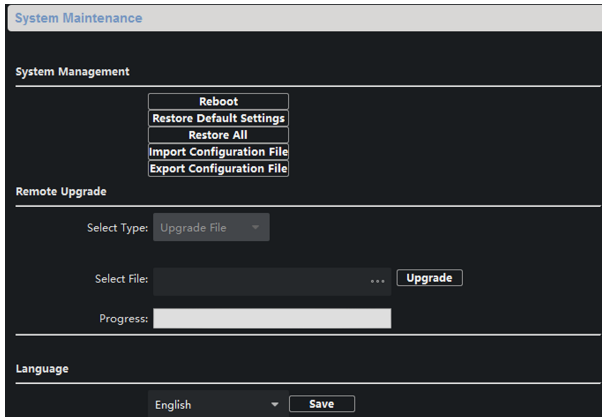 System Maintenance
System Management
Reboot
Restore Default Settings
Restore All
Import Configuration File
Export Configuration File
Remote Upgrade
Select Type: Upgrade File
Select File: ... Upgrade
Progress:
Language
English Save